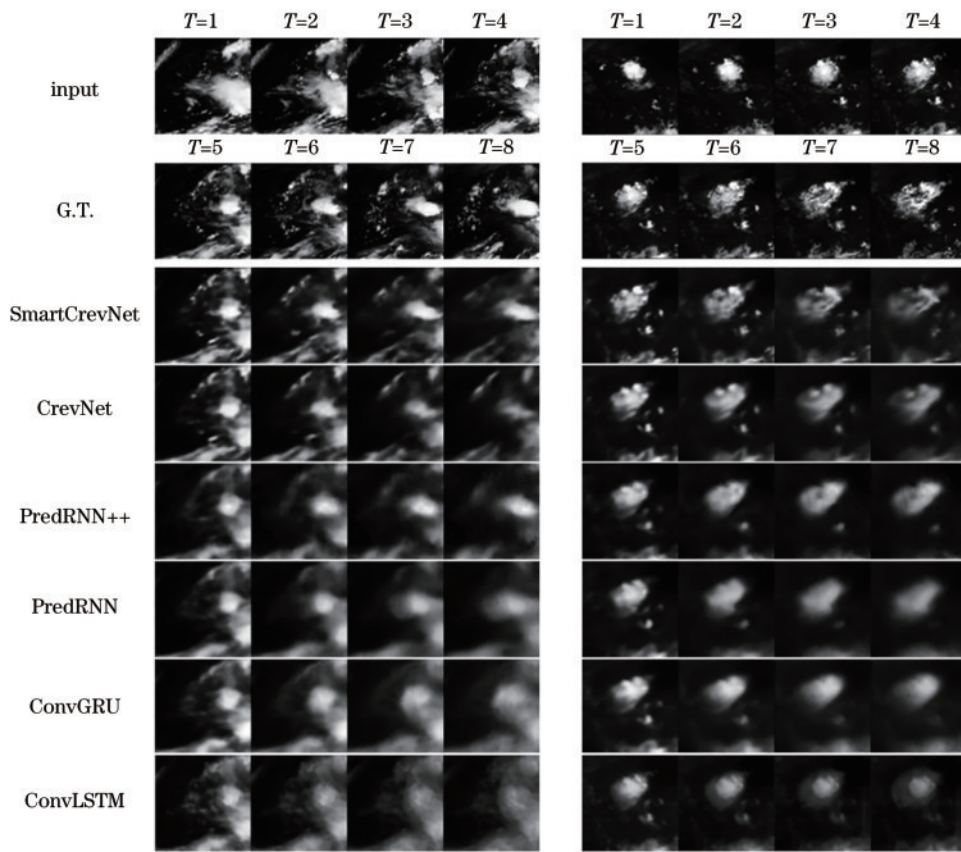 T=1 T=2 T=3 T=4 T=1 T=2 T=3 T=4
input
T=5 T=6 T=7 T=8 T=5 T=6 T=7 T=8
G.T.
SmartCrevNet
CrevNet
PredRNN++
PredRNN
ConvGRU
ConvLSTM